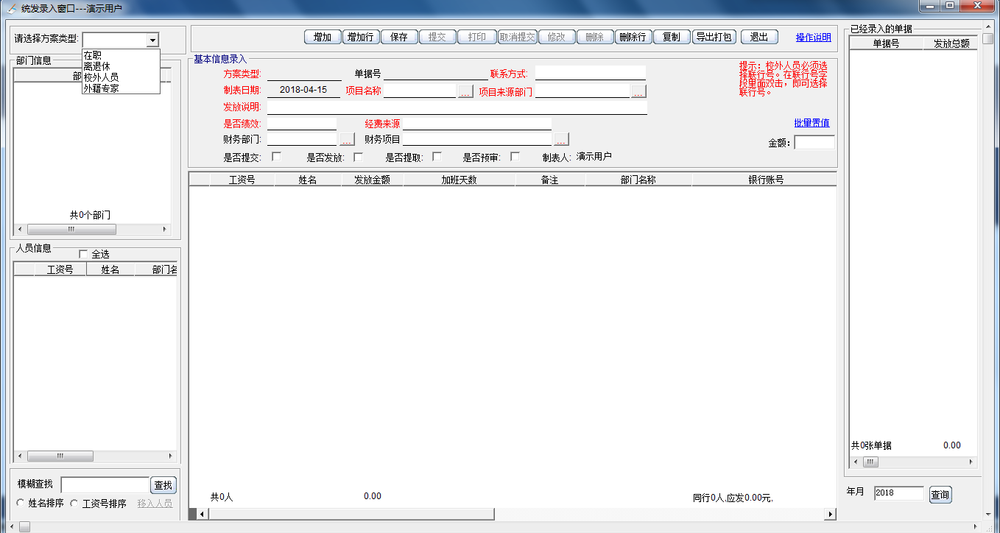 统发录入窗口---演示用户
请选择方案类型:
在职
离退休
校外人员
外籍专家
部门信息
部
共0个部门
人员信息
全选
工资号 姓名 部门名
模糊查找 查找
姓名排序 工资号排序 移入人员
增加 增加行 保存 提交 打印 取消提交 修改 删除 删除行 复制 导出打包 退出 操作说明
基本信息录入
方案类型: 单据号 联系方式:
制表日期: 2018-04-15 项目名称 ... 项目来源部门 ...
发放说明:
是否绩效: 经费来源
财务部门: ... 财务项目 ...
是否提交: 是否发放: 是否提取: 是否预审: 制表人: 演示用户
提示：校外人员必须选
择联行号。在联行号字
段里面双击，即可选择
联行号。
批量置值
金额:
工资号 姓名 发放金额 加班天数 备注 部门名称 银行账号
共0人 0.00 同行0人,应发0.00元,
已经录入的单据
单据号 发放总额
共0张单据 0.00
年月 2018 查询